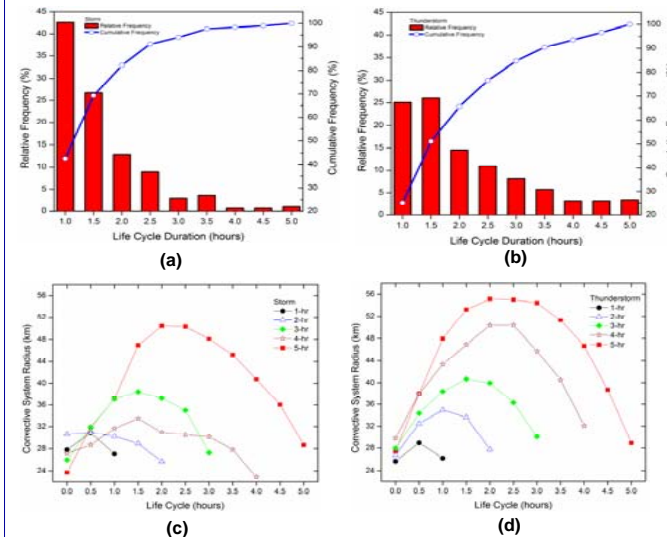 Storm
Relative Frequency
Cumulative Frequency
Relative Frequency (%)
45
40
35
30
25
20
15
10
5
0
100
90
80
70
60
50
40
30
20
Cumulative Frequency (%)
1.0 1.5 2.0 2.5 3.0 3.5 4.0 4.5 5.0
Life Cycle Duration (hours)
(a)
Thunderstorm
Relative Frequency
Cumulative Frequency
Relative Frequency (%)
45
40
35
30
25
20
15
10
5
0
100
90
80
70
60
50
40
30
20
1.0 1.5 2.0 2.5 3.0 3.5 4.0 4.5 5.0
Life Cycle Duration (hours)
(b)
Storm
1-hr
2-hr
3-hr
4-hr
5-hr
Convective System Radius (km)
56
52
48
44
40
36
32
28
24
0.0 0.5 1.0 1.5 2.0 2.5 3.0 3.5 4.0 4.5 5.0
Life Cycle (hours)
(c)
Thunderstorm
1-hr
2-hr
3-hr
4-hr
5-hr
Convective System Radius (km)
56
52
48
44
40
36
32
28
24
0.0 0.5 1.0 1.5 2.0 2.5 3.0 3.5 4.0 4.5 5.0
Life Cycle (hours)
(d)